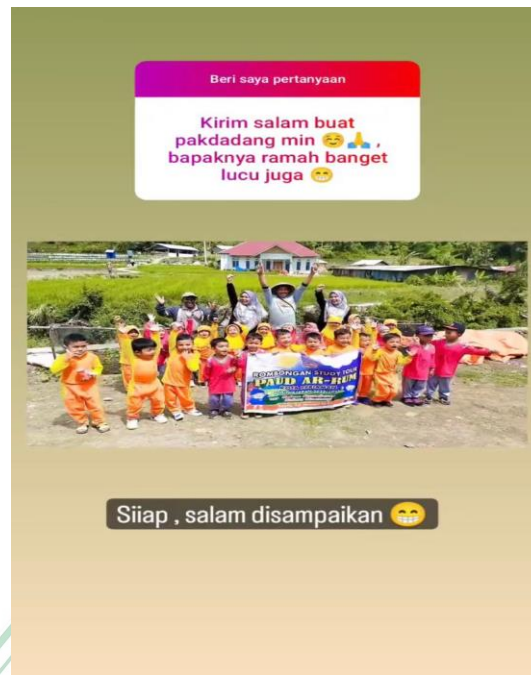 Beri saya pertanyaan
Kirim salam buat
pakdadang min ☺️🙏 ,
bapaknya ramah banget
lucu juga 😁
ROMBONGAN STUDY TOUR
PAUD AR-RUM
Siiap , salam disampaikan 😁